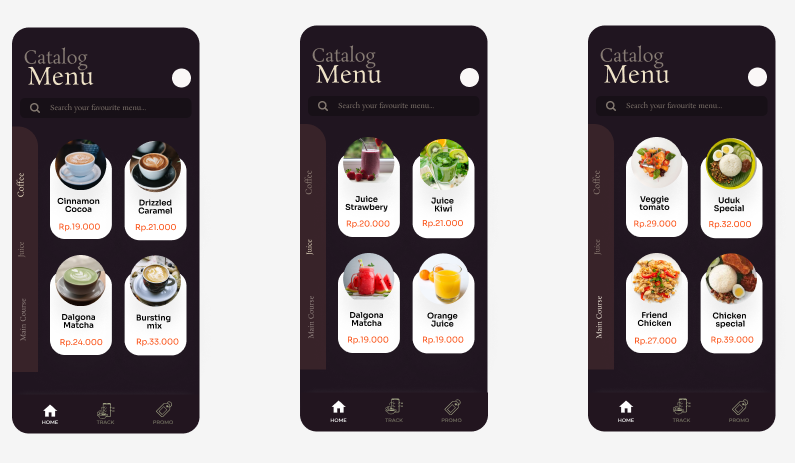 Catalog
Menu
Search your favourite menu...
Coffee
Juice
Main Course
Cinnamon
Cocoa
Rp.19.000
Drizzled
Caramel
Rp.21.000
Dalgona
Matcha
Rp.24.000
Bursting
mix
Rp.33.000
HOME
TRACK
PROMO
Catalog
Menu
Search your favourite menu...
Coffee
Juice
Main Course
Juice
Strawbery
Rp.20.000
Juice
Kiwi
Rp.21.000
Dalgona
Matcha
Rp.19.000
Orange
Juice
Rp.19.000
HOME
TRACK
PROMO
Catalog
Menu
Search your favourite menu...
Coffee
Juice
Main Course
Veggie
tomato
Rp.29.000
Uduk
Special
Rp.32.000
Friend
Chicken
Rp.27.000
Chicken
special
Rp.39.000
HOME
TRACK
PROMO